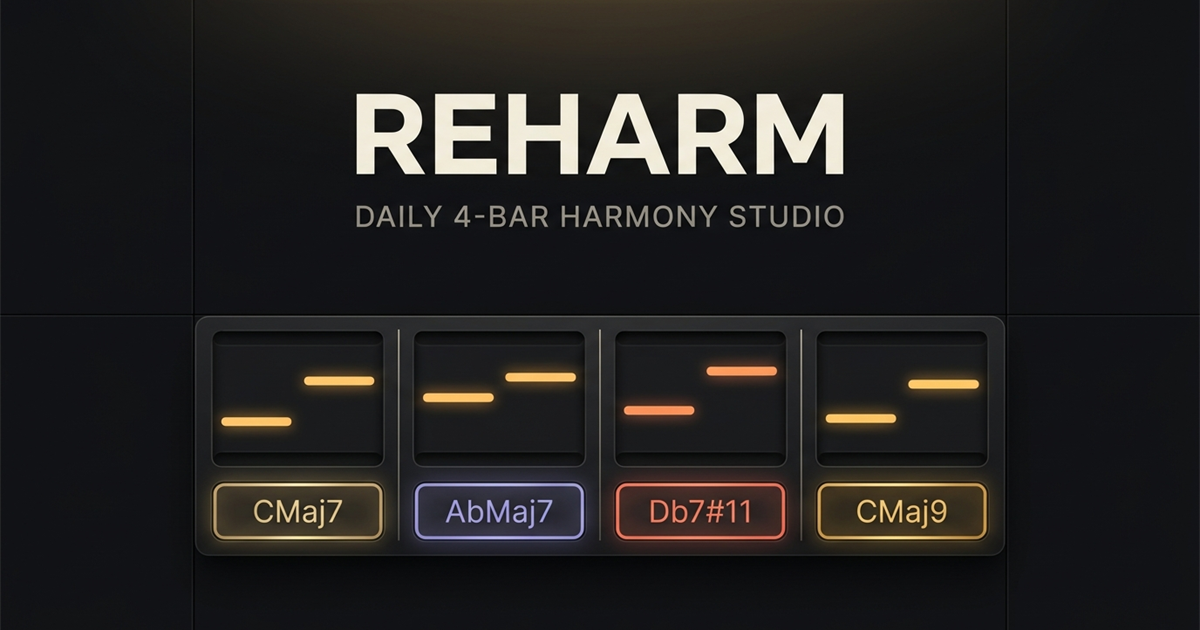 REHARM
DAILY 4-BAR HARMONY STUDIO
CMaj7
AbMaj7
Db7#11
CMaj9